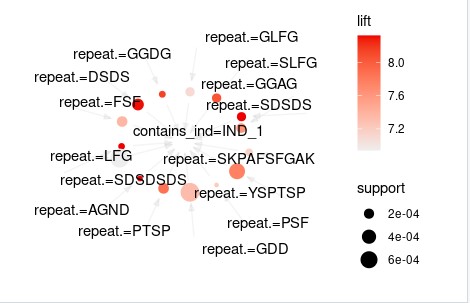 repeat.=GLFG
repeat.=GGDG
repeat.=SLFG
repeat.=DSDS
repeat.=GGAG
repeat.=FSF
repeat.=SDSDS
contains_ind=IND_1
repeat.=LFG
repeat.=SKPAFSFGAK
repeat.=SDSDSDS
repeat.=YSPTSP
repeat.=AGND
repeat.=PSF
repeat.=PTSP
repeat.=GDD
lift
8.0
7.6
7.2
support
2e-04
4e-04
6e-04